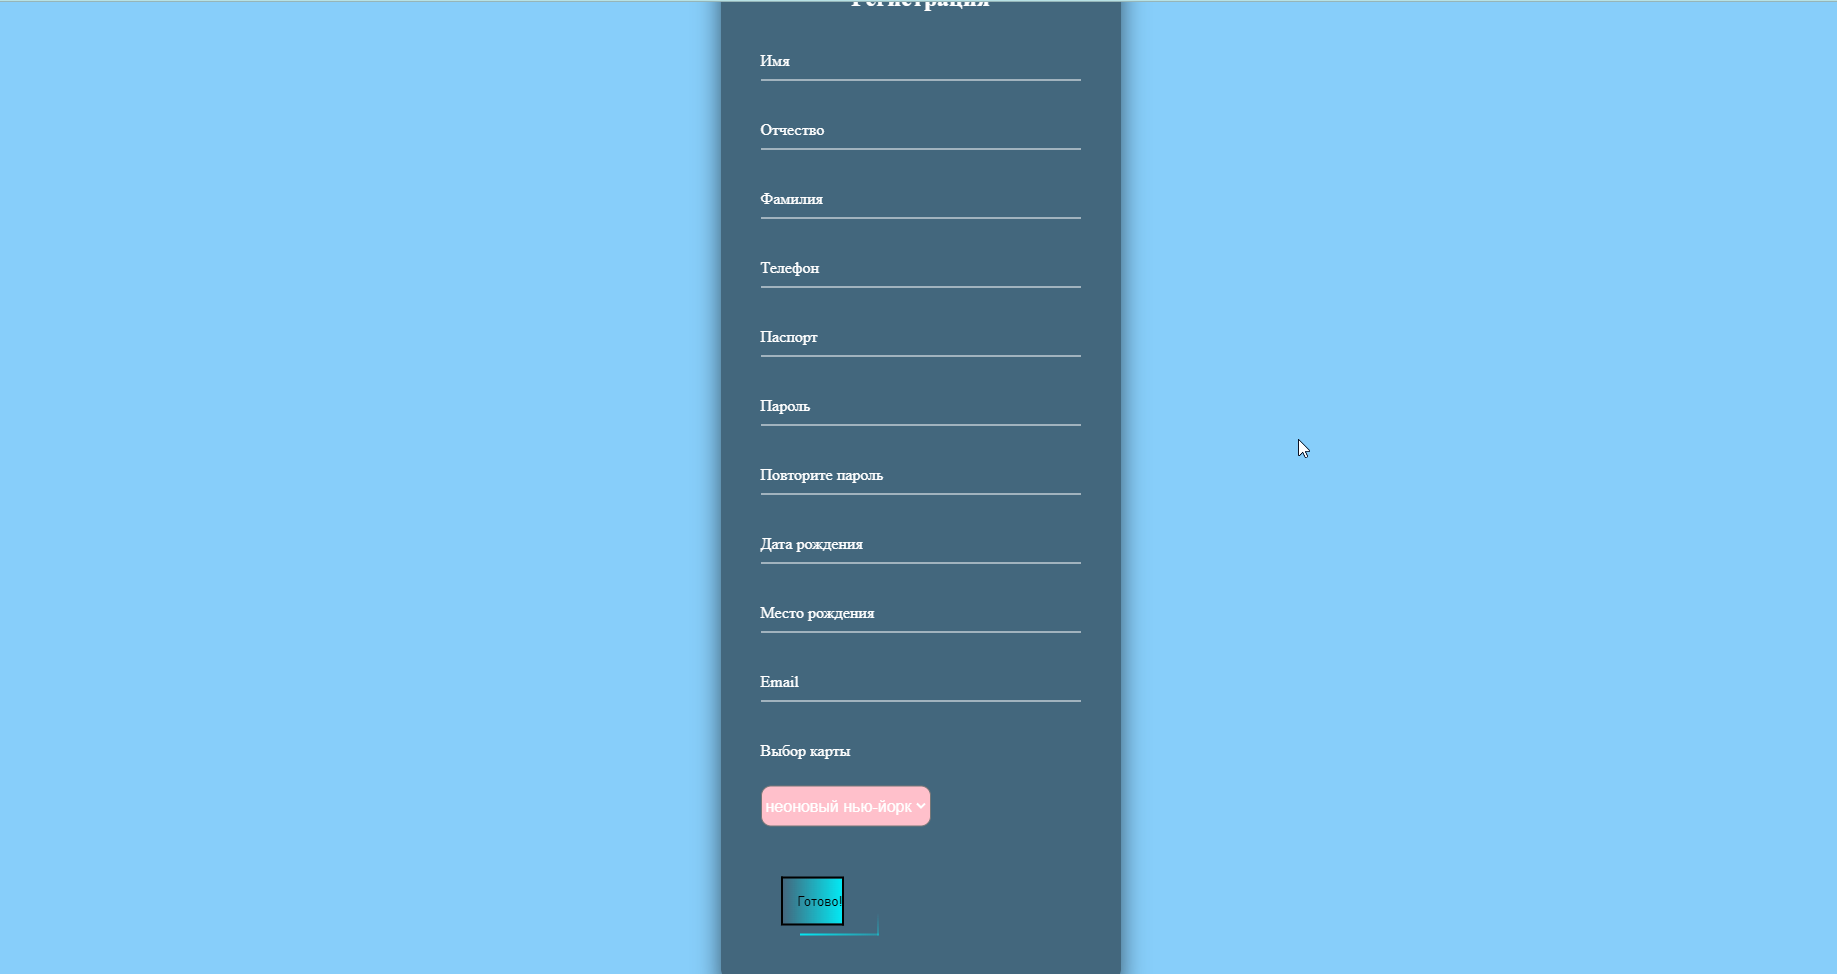 Регистрация
Имя
Отчество
Фамилия
Телефон
Паспорт
Пароль
Повторите пароль
Дата рождения
Место рождения
Email
Выбор карты
неоновый нью-йорк
Готово!